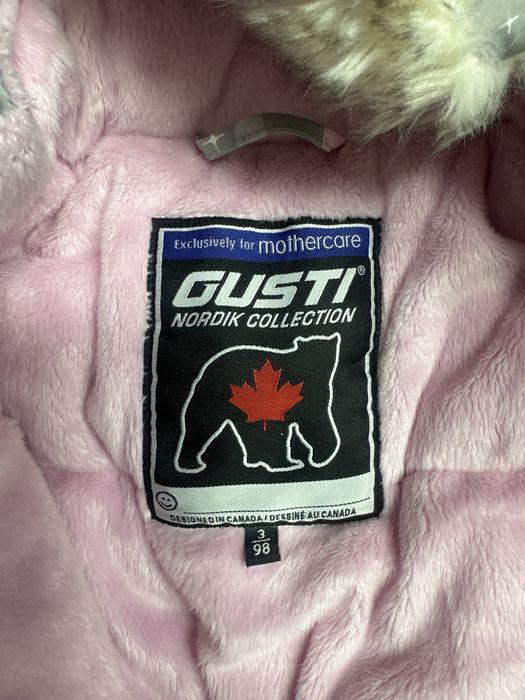 Exclusively for mothercare
GUSTI®
NORDIK COLLECTION
DESIGNED IN CANADA / DESSINÉ AU CANADA
3
98